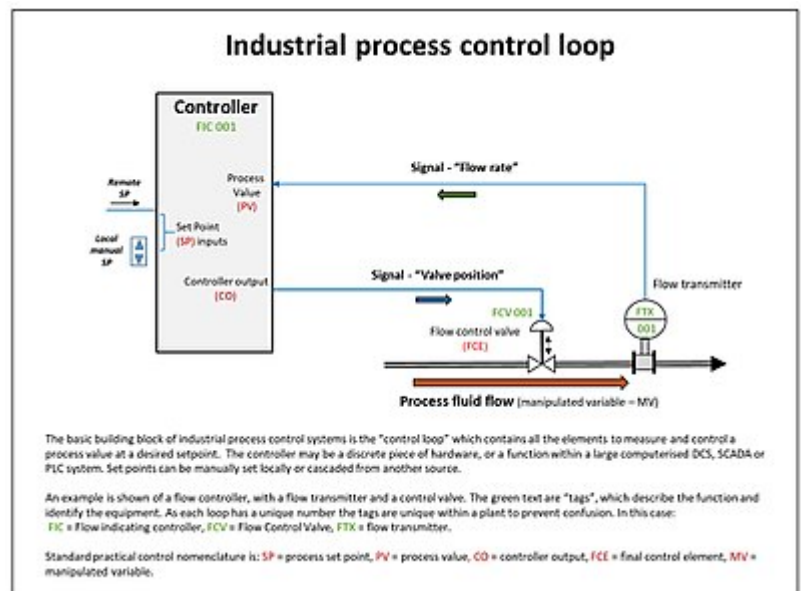 Industrial process control loop
Controller
FIC 001
Signal - "Flow rate"
Process
Value
(PV)
Remote
SP
Set Point
(SP) inputs
Local
manual
SP
Controller output
(CO)
Signal - "Valve position"
Flow transmitter
FCV 001
FTX
001
Flow control valve
(FCE)
Process fluid flow (manipulated variable – MV)
The basic building block of industrial process control systems is the "control loop" which contains all the elements to measure and control a
process value at a desired setpoint. The controller may be a discrete piece of hardware, or a function within a large computerised DCS, SCADA or
PLC system. Set points can be manually set locally or cascaded from another source.
An example is shown of a flow controller, with a flow transmitter and a control valve. The green text are "tags", which describe the function and
identify the equipment. As each loop has a unique number the tags are unique within a plant to prevent confusion. In this case:
FIC = Flow indicating controller, FCV = Flow Control Valve, FTX = flow transmitter.
Standard practical control nomenclature is: SP = process set point, PV = process value, CO = controller output, FCE = final control element, MV =
manipulated variable.